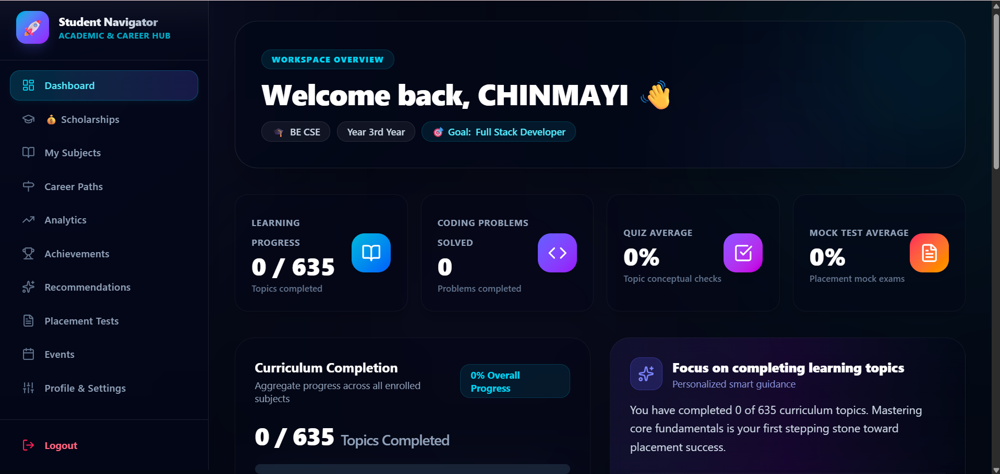 Student Navigator
ACADEMIC & CAREER HUB
Dashboard
💰 Scholarships
My Subjects
Career Paths
Analytics
Achievements
Recommendations
Placement Tests
Events
Profile & Settings
Logout
WORKSPACE OVERVIEW
Welcome back, CHINMAYI 👋
🎓 BE CSE
Year 3rd Year
🎯 Goal: Full Stack Developer
LEARNING
PROGRESS
0 / 635
Topics completed
CODING PROBLEMS
SOLVED
0
Problems completed
QUIZ AVERAGE
0%
Topic conceptual checks
MOCK TEST AVERAGE
0%
Placement mock exams
Curriculum Completion
Aggregate progress across all enrolled
subjects
0% Overall
Progress
0 / 635 Topics Completed
Focus on completing learning topics
Personalized smart guidance
You have completed 0 of 635 curriculum topics. Mastering
core fundamentals is your first stepping stone toward
placement success.